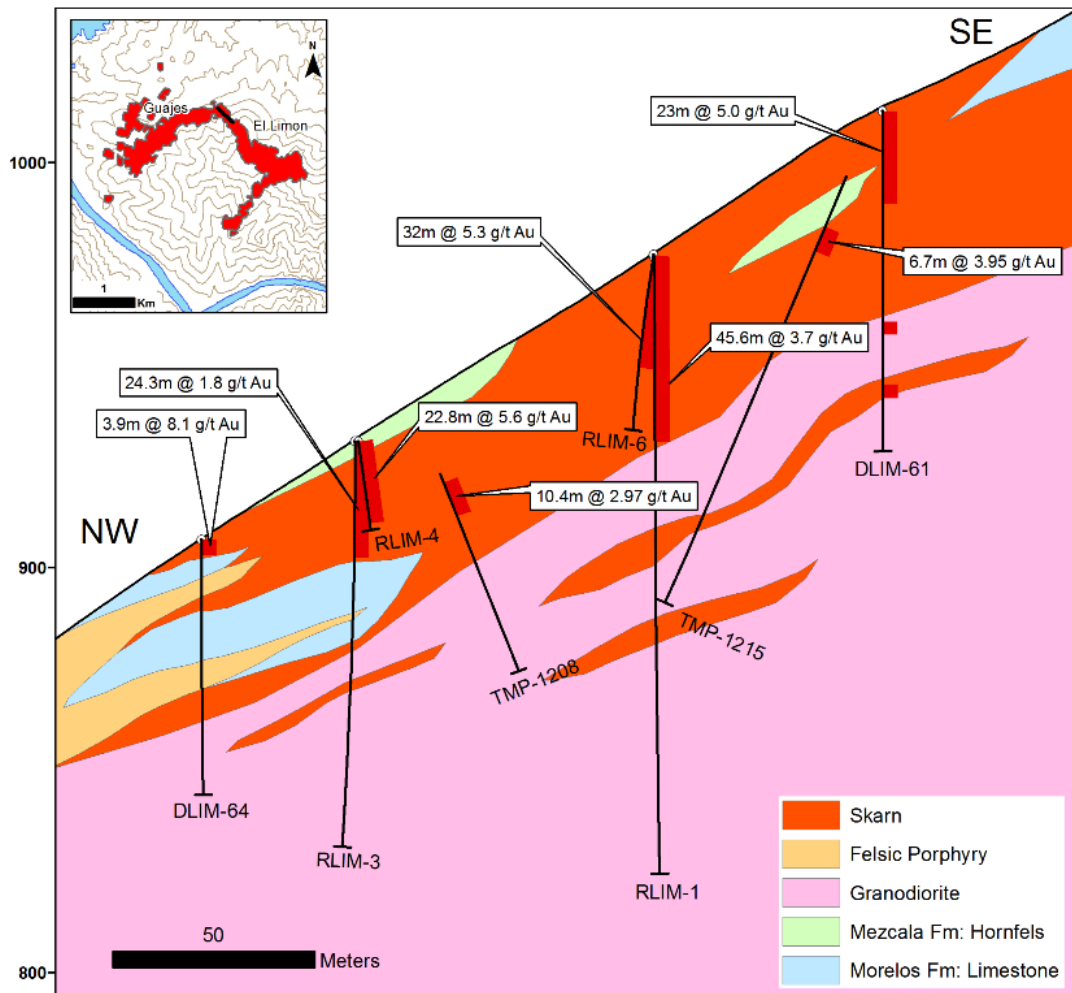 SE
N
Guajes
El Limon
1
Km
1000
900
800
23m @ 5.0 g/t Au
32m @ 5.3 g/t Au
6.7m @ 3.95 g/t Au
45.6m @ 3.7 g/t Au
24.3m @ 1.8 g/t Au
3.9m @ 8.1 g/t Au
22.8m @ 5.6 g/t Au
RLIM-6
DLIM-61
10.4m @ 2.97 g/t Au
NW
RLIM-4
TMP-1215
TMP-1208
DLIM-64
RLIM-3
RLIM-1
50
Meters
Skarn
Felsic Porphyry
Granodiorite
Mezcala Fm: Hornfels
Morelos Fm: Limestone